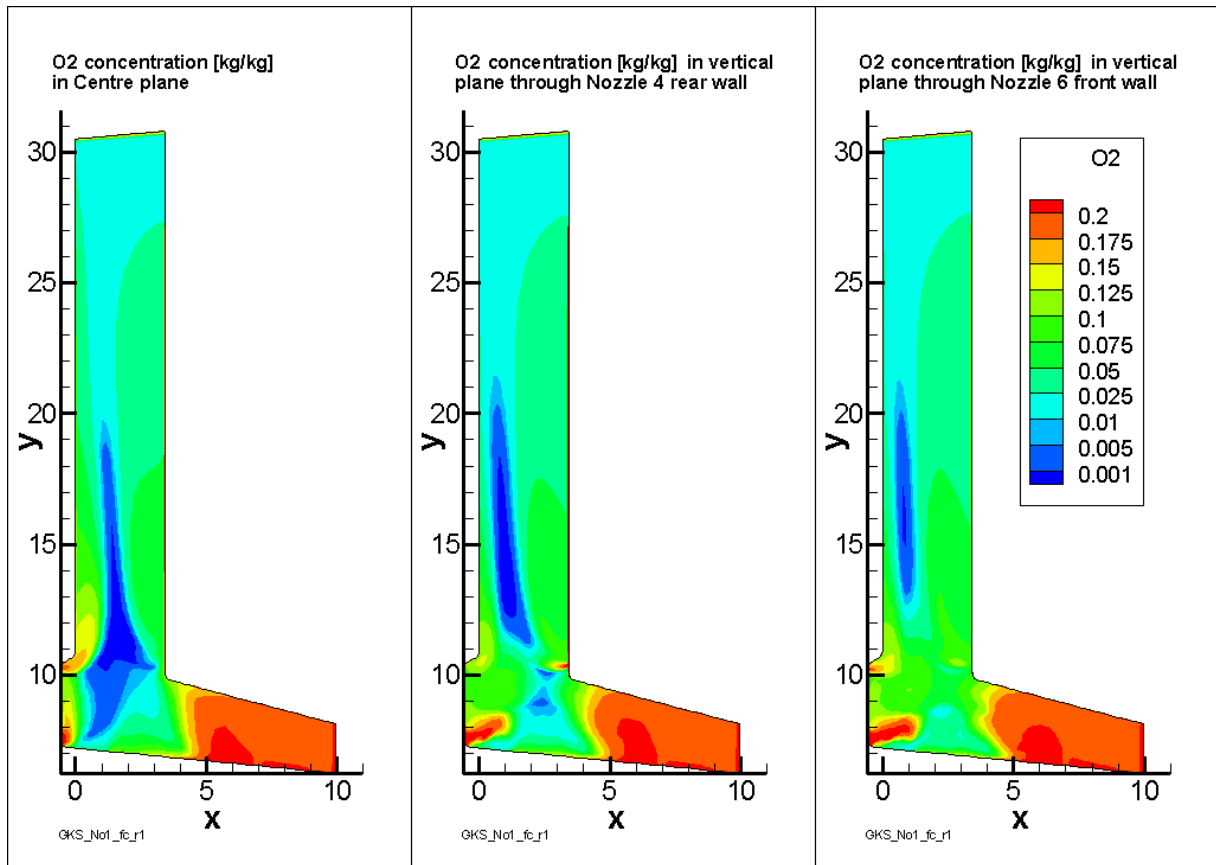 O2 concentration [kg/kg]
in Centre plane
30
25
20
15
10
y
0
5
10
x
GKS_No1_fc_r1
O2 concentration [kg/kg] in vertical
plane through Nozzle 4 rear wall
30
25
20
15
10
y
0
5
10
x
GKS_No1_fc_r1
O2 concentration [kg/kg] in vertical
plane through Nozzle 6 front wall
30
25
20
15
10
y
0
5
10
x
GKS_No1_fc_r1
O2
0.2
0.175
0.15
0.125
0.1
0.075
0.05
0.025
0.01
0.005
0.001